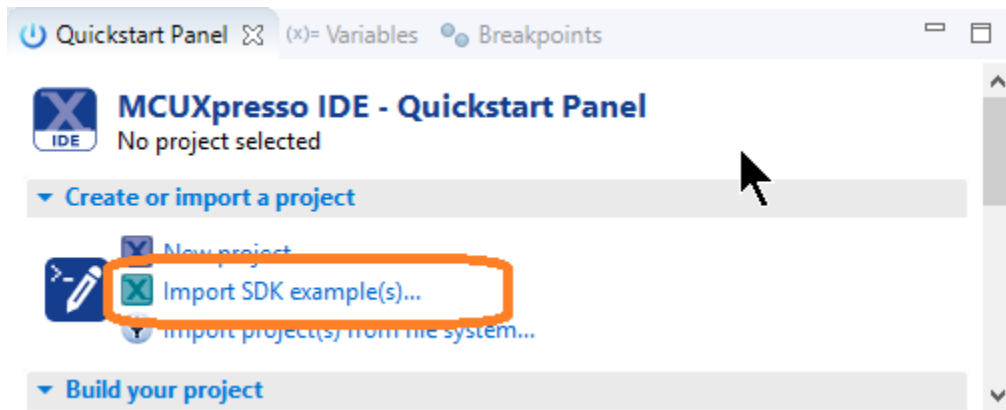 Quickstart Panel (x)= Variables Breakpoints
MCUXpresso IDE - Quickstart Panel
IDE
No project selected
Create or import a project
New project...
Import SDK example(s)...
Import project(s) from file system...
Build your project